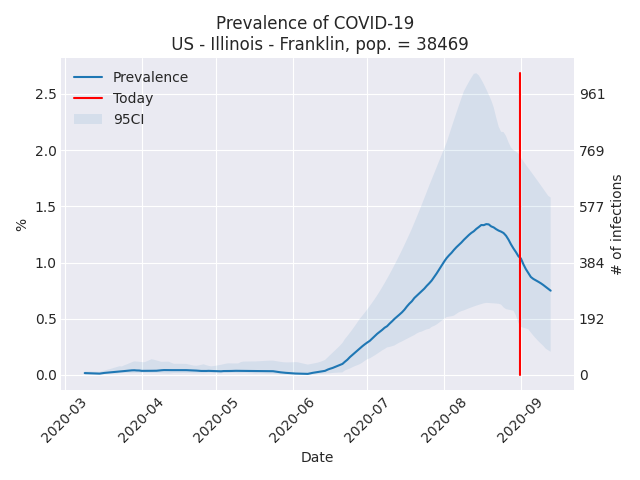 Prevalence of COVID-19
US - Illinois - Franklin, pop. = 38469
Prevalence
Today
95CI
2.5
2.0
1.5
1.0
0.5
0.0
%
961
769
577
384
192
0
# of infections
2020-03
2020-04
2020-05
2020-06
2020-07
2020-08
2020-09
Date